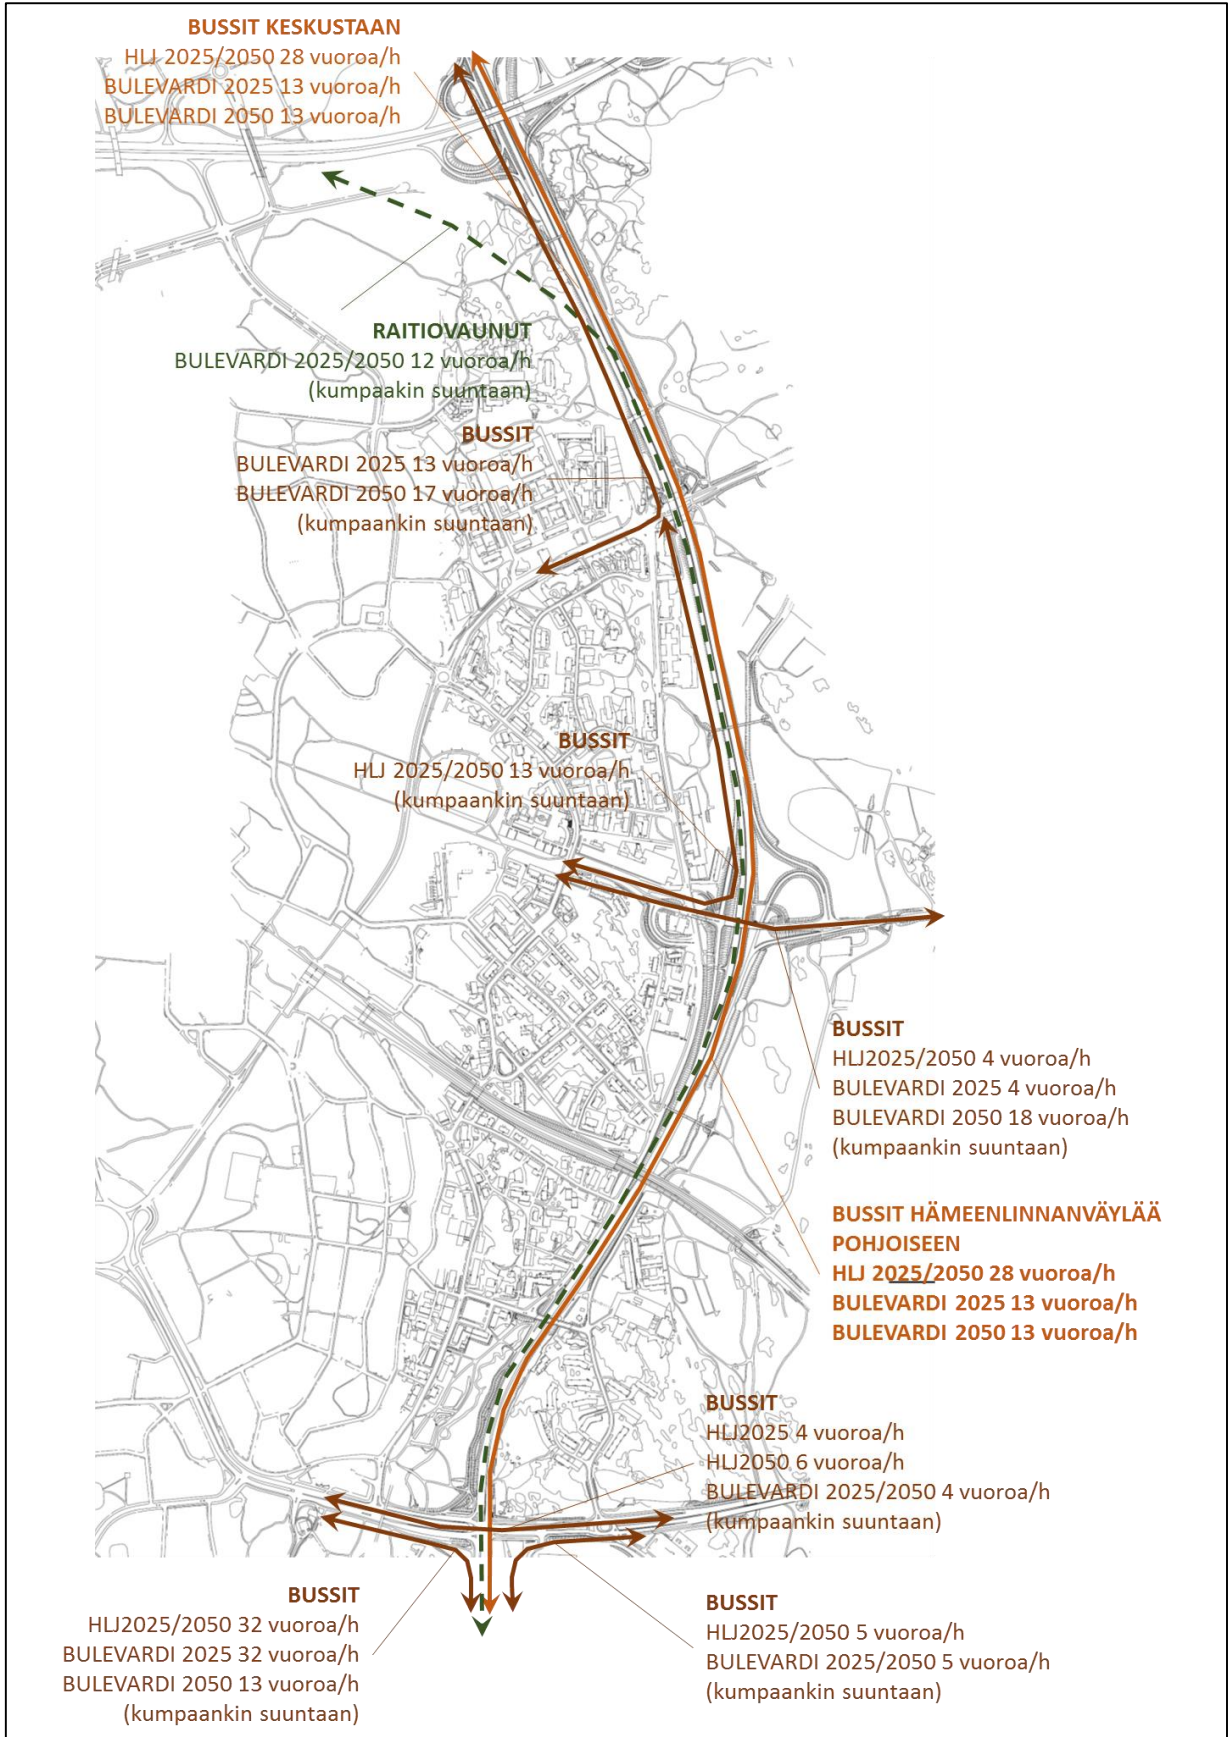 BUSSIT KESKUSTAAN
HLJ 2025/2050 28 vuoroa/h
BULEVARDI 2025 13 vuoroa/h
BULEVARDI 2050 13 vuoroa/h
RAITIOVAUNUT
BULEVARDI 2025/2050 12 vuoroa/h
(kumpaakin suuntaan)
BUSSIT
BULEVARDI 2025 13 vuoroa/h
BULEVARDI 2050 17 vuoroa/h
(kumpaankin suuntaan)
BUSSIT
HLJ 2025/2050 13 vuoroa/h
(kumpaankin suuntaan)
BUSSIT
HLJ2025/2050 4 vuoroa/h
BULEVARDI 2025 4 vuoroa/h
BULEVARDI 2050 18 vuoroa/h
(kumpaankin suuntaan)
BUSSIT HÄMEENLINNANVÄYLÄÄ
POHJOISEEN
HLJ 2025/2050 28 vuoroa/h
BULEVARDI 2025 13 vuoroa/h
BULEVARDI 2050 13 vuoroa/h
BUSSIT
HLJ2025 4 vuoroa/h
HLJ2050 6 vuoroa/h
BULEVARDI 2025/2050 4 vuoroa/h
(kumpaankin suuntaan)
BUSSIT
HLJ2025/2050 32 vuoroa/h
BULEVARDI 2025 32 vuoroa/h
BULEVARDI 2050 13 vuoroa/h
(kumpaankin suuntaan)
BUSSIT
HLJ2025/2050 5 vuoroa/h
BULEVARDI 2025/2050 5 vuoroa/h
(kumpaankin suuntaan)